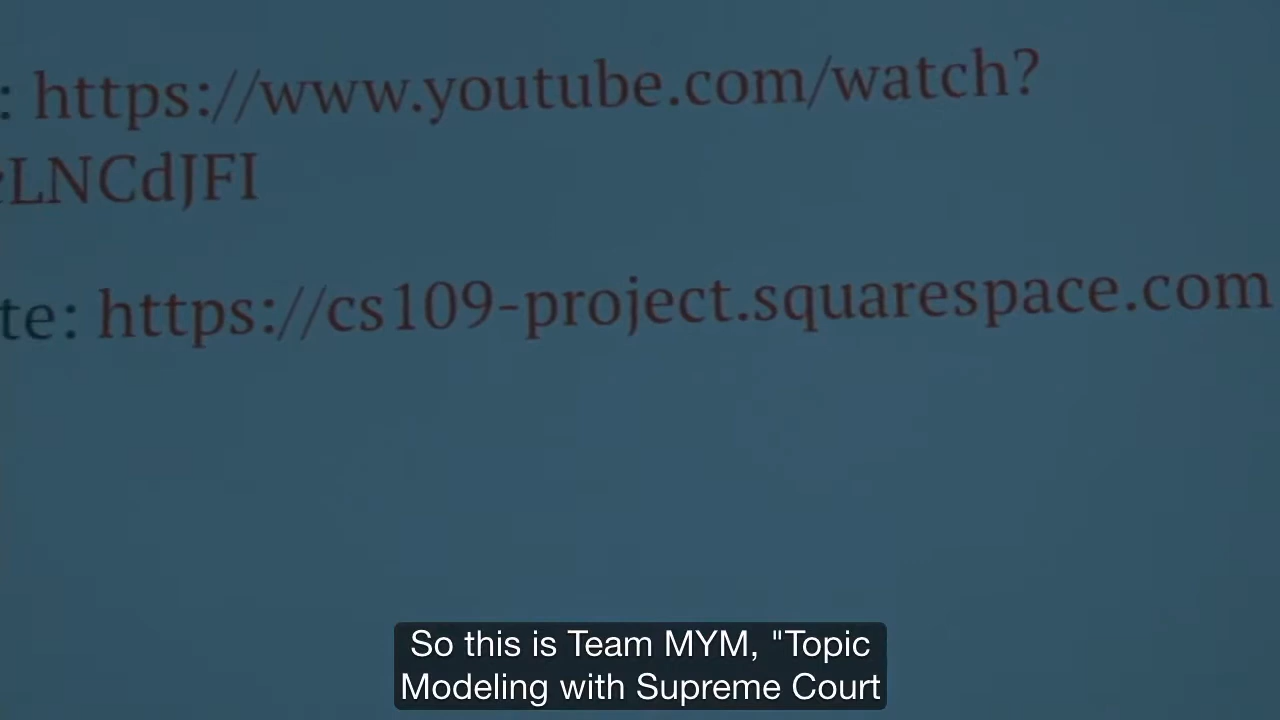 : https://www.youtube.com/watch?
LNCdJFI
te: https://cs109-project.squarespace.com
So this is Team MYM, "Topic
Modeling with Supreme Court